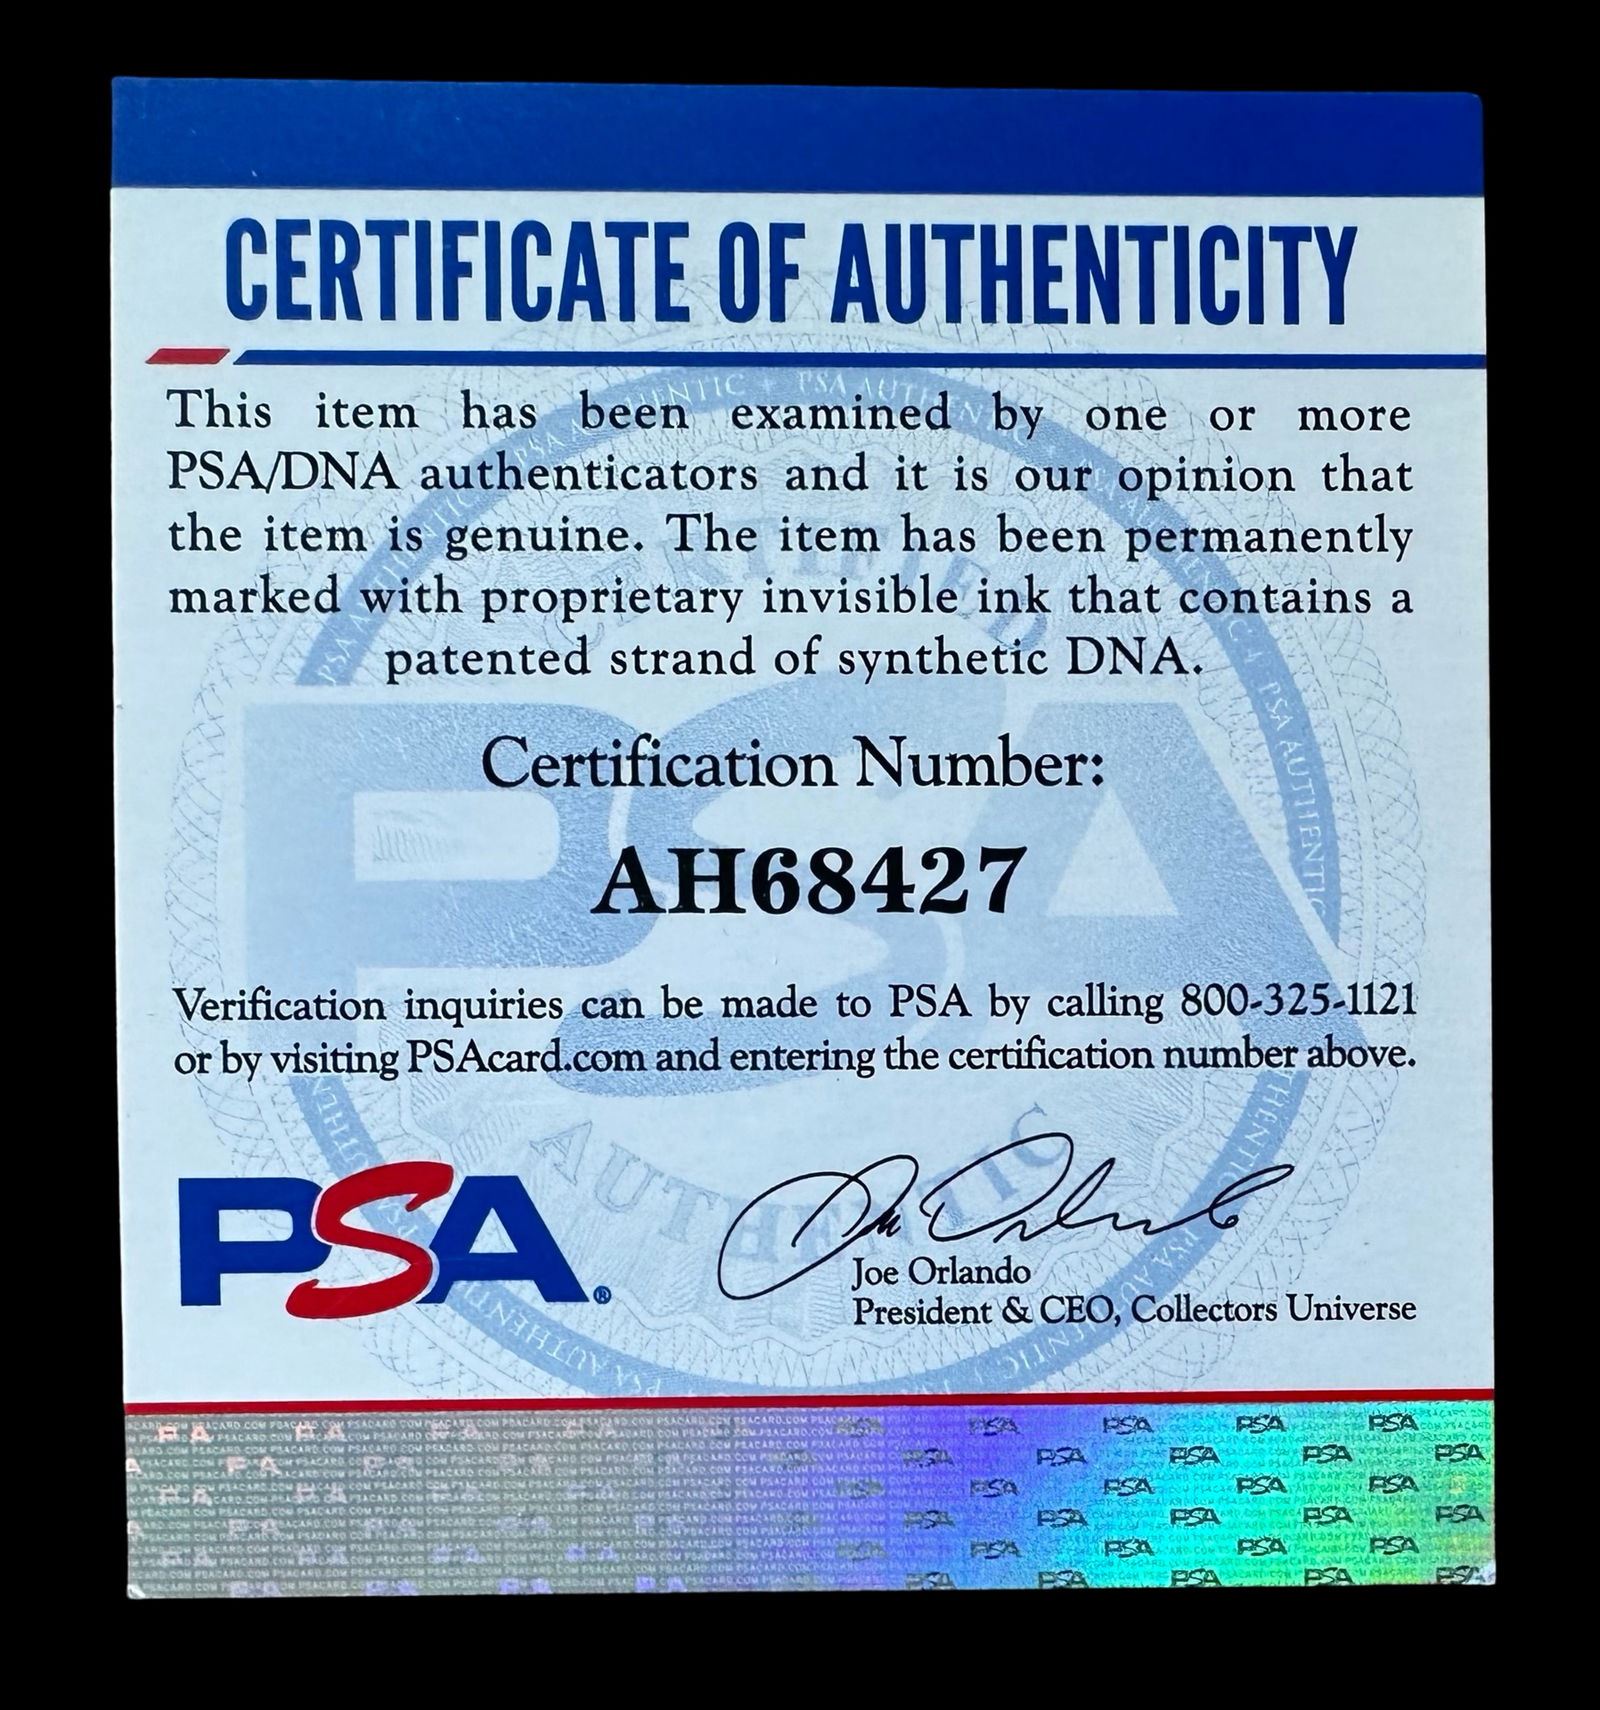 CERTIFICATE OF AUTHENTICITY
This item has been examined by one or more
PSA/DNA authenticators and it is our opinion that
the item is genuine. The item has been permanently
marked with proprietary invisible ink that contains a
patented strand of synthetic DNA.
Certification Number:
AH68427
Verification inquiries can be made to PSA by calling 800-325-1121
or by visiting PSAcard.com and entering the certification number above.
PSA®
Joe Orlando
President & CEO, Collectors Universe